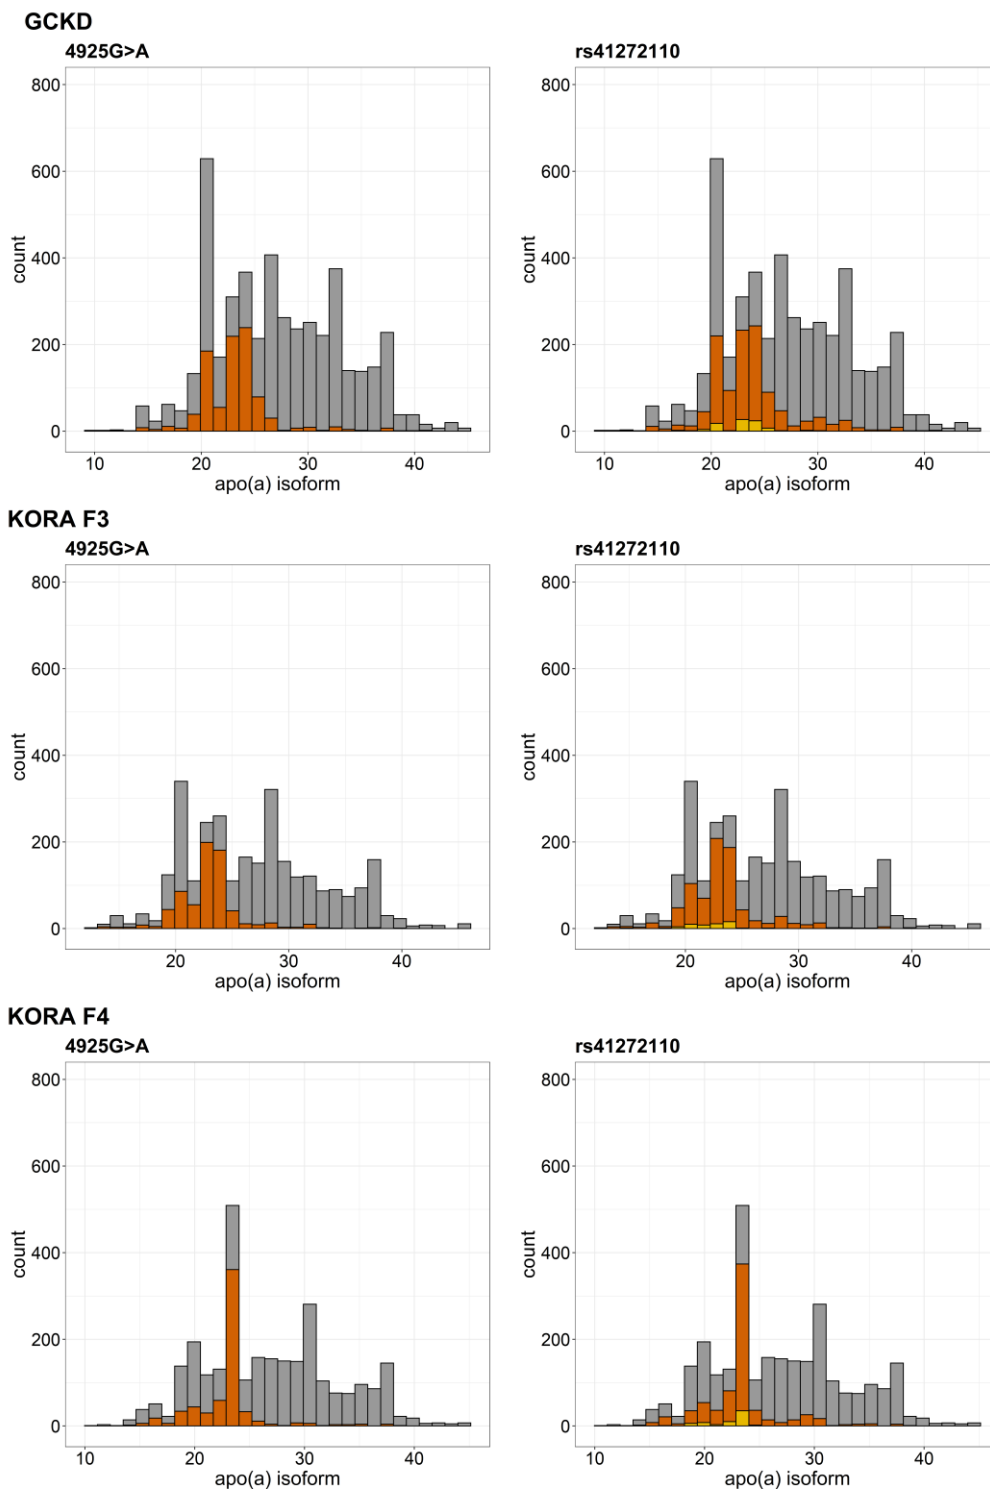 GCKD
4925G>A rs41272110
800 800
600 600
400 400
200 200
0 0
count count
10 20 30 40 10 20 30 40
apo(a) isoform apo(a) isoform
KORA F3
4925G>A rs41272110
800 800
600 600
400 400
200 200
0 0
count count
20 30 40 20 30 40
apo(a) isoform apo(a) isoform
KORA F4
4925G>A rs41272110
800 800
600 600
400 400
200 200
0 0
count count
10 20 30 40 10 20 30 40
apo(a) isoform apo(a) isoform